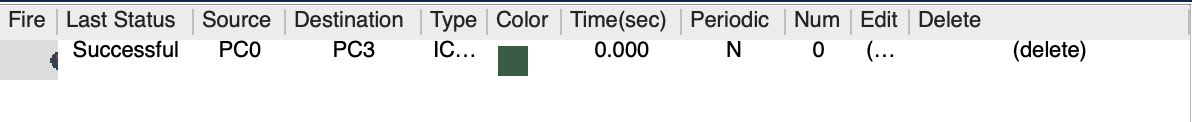 Fire Last Status Source Destination Type Color Time(sec) Periodic Num Edit Delete
Successful PC0 PC3 IC... 0.000 N 0 (... (delete)